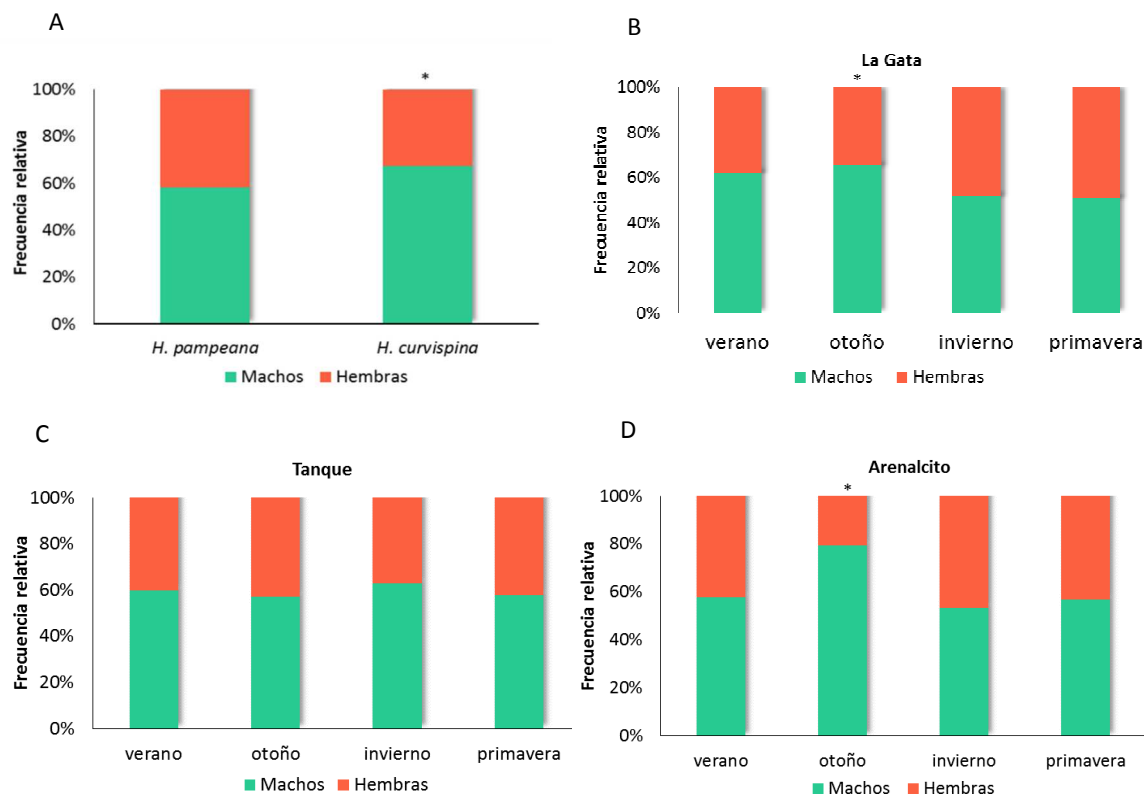 A
*
100%
80%
60%
40%
20%
0%
Frecuencia relativa
H. pampeana
H. curvispina
Machos
Hembras
B
La Gata
*
100%
80%
60%
40%
20%
0%
Frecuencia relativa
verano
otoño
invierno
primavera
Machos
Hembras
C
Tanque
100%
80%
60%
40%
20%
0%
Frecuencia relativa
verano
otoño
invierno
primavera
Machos
Hembras
D
Arenalcito
*
100%
80%
60%
40%
20%
0%
Frecuencia relativa
verano
otoño
invierno
primavera
Machos
Hembras